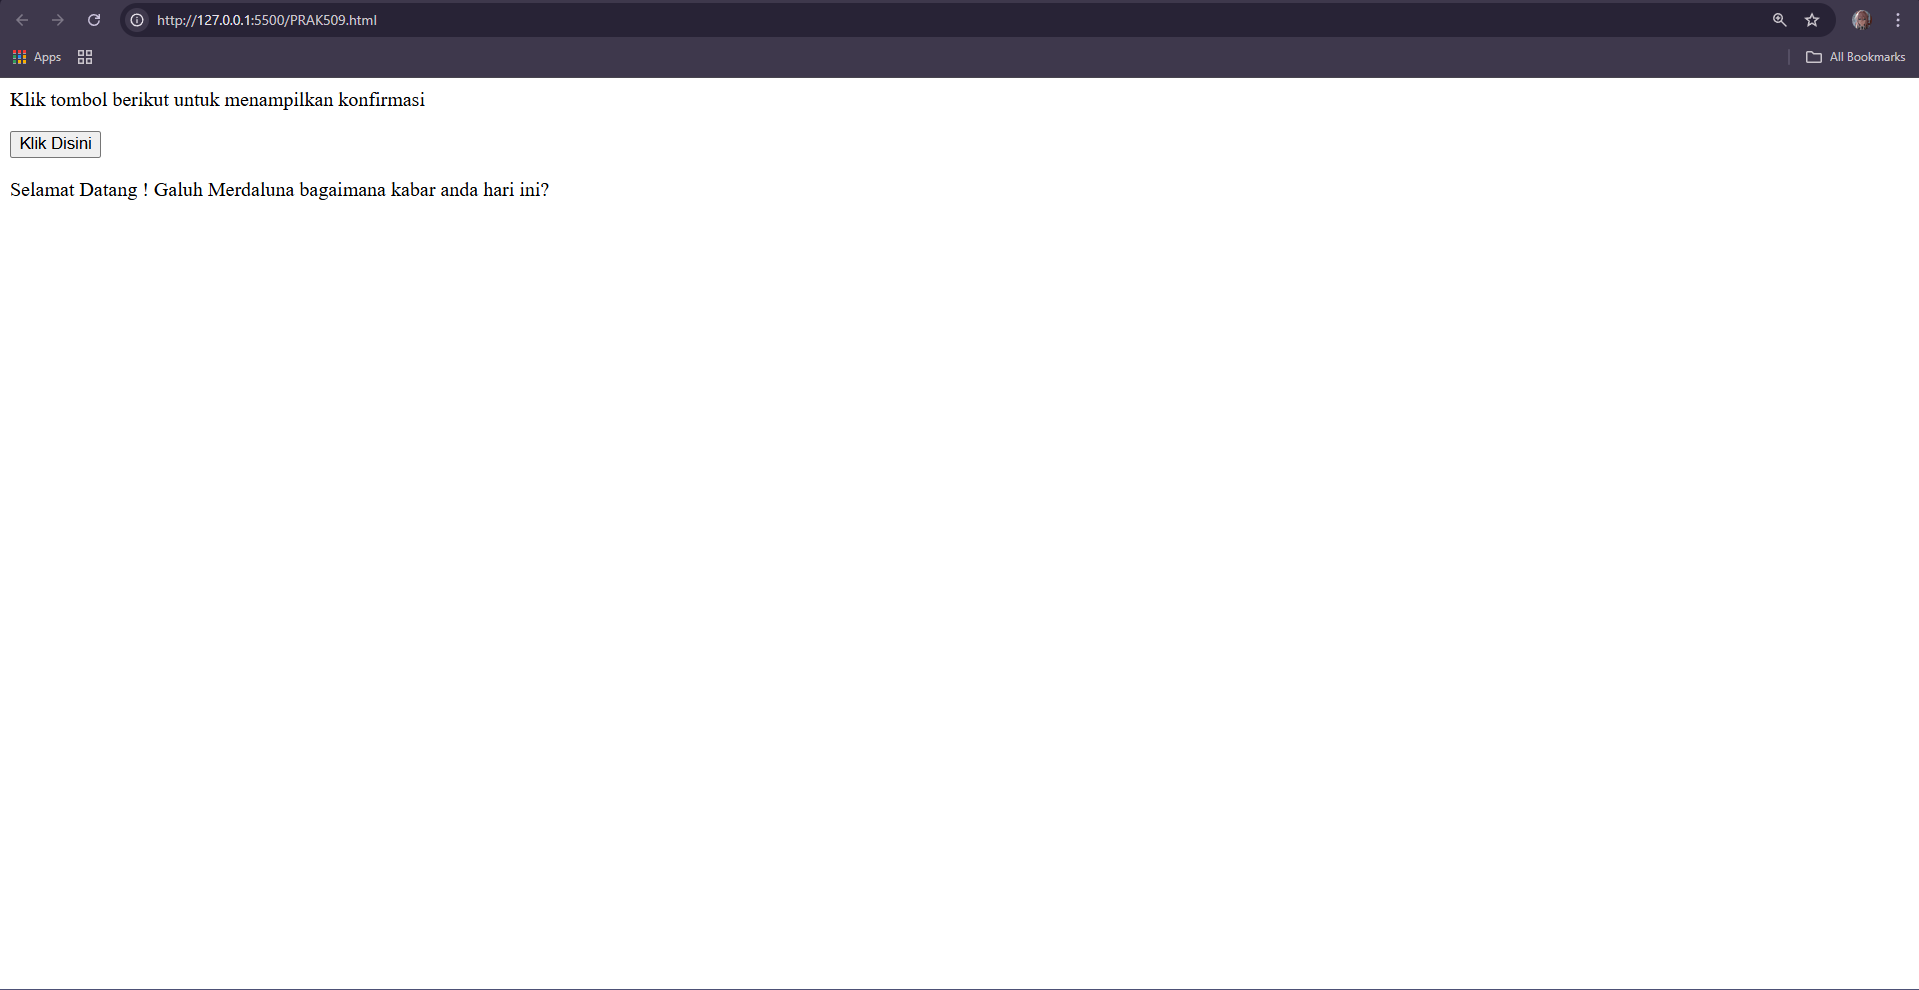 http://127.0.0.1:5500/PRAK509.html
Apps
All Bookmarks
Klik tombol berikut untuk menampilkan konfirmasi
Klik Disini
Selamat Datang ! Galuh Merdaluna bagaimana kabar anda hari ini?